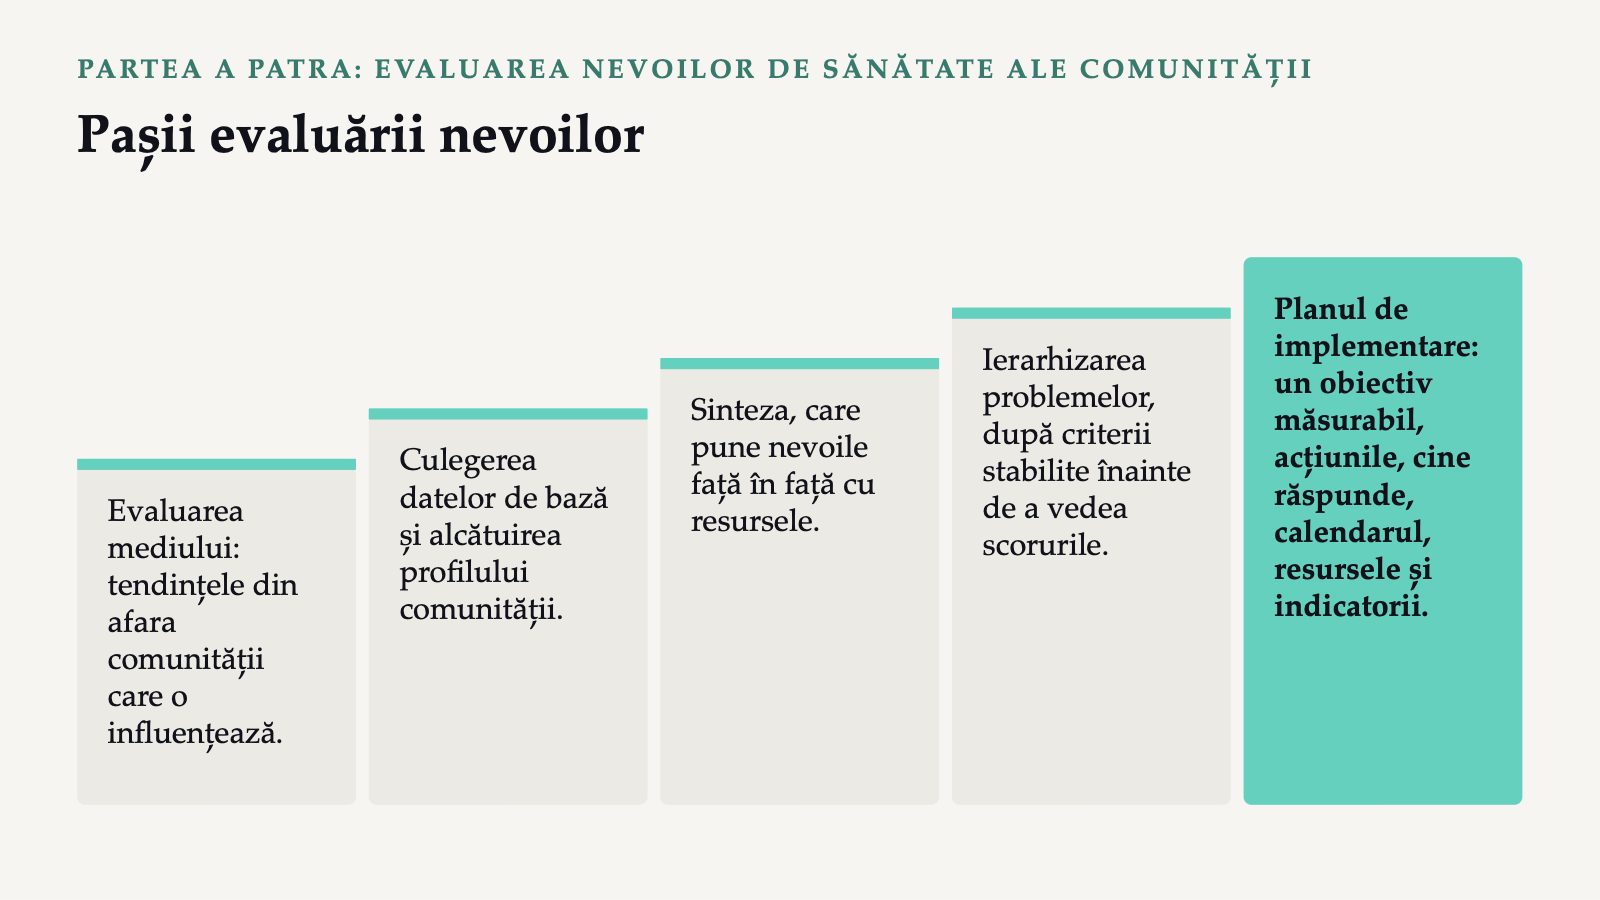 PARTEA A PATRA: EVALUAREA NEVOILOR DE SĂNĂTATE ALE COMUNITĂȚII
Pașii evaluării nevoilor
Evaluarea
mediului:
tendințele din
afara
comunității
care o
influențează.
Culegerea
datelor de bază
și alcătuirea
profilului
comunității.
Sinteza, care
pune nevoile
față în față cu
resursele.
Ierarhizarea
problemelor,
după criterii
stabilite înainte
de a vedea
scorurile.
Planul de
implementare:
un obiectiv
măsurabil,
acțiunile, cine
răspunde,
calendarul,
resursele și
indicatorii.